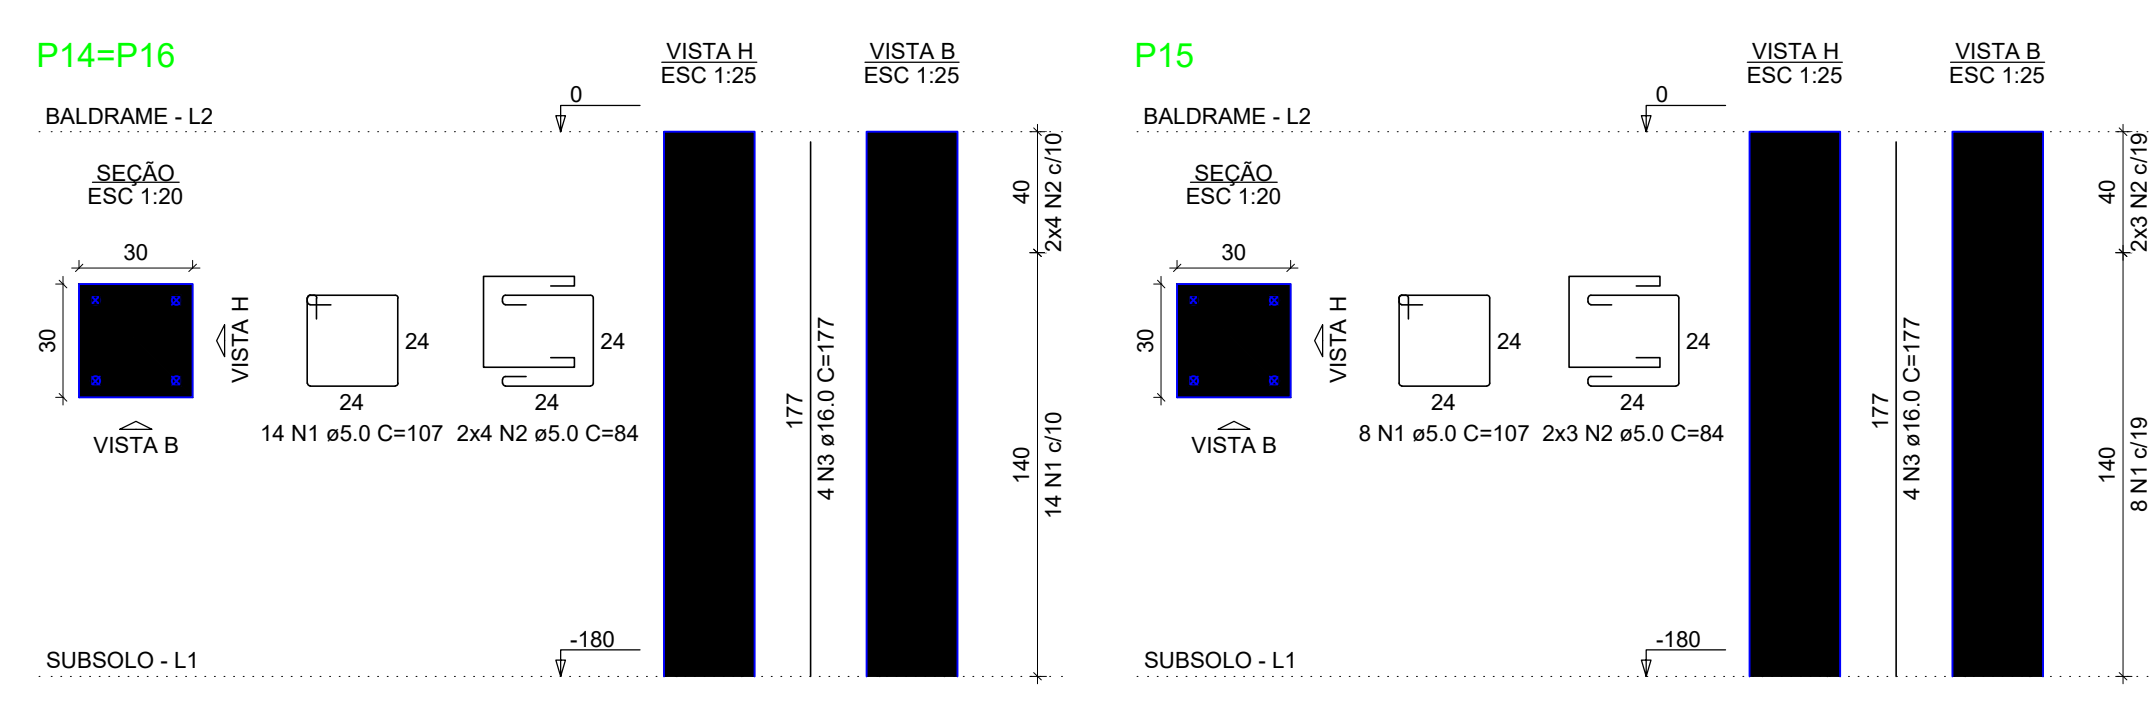 P14=P16
VISTA H
ESC 1:25
VISTA B
ESC 1:25
BALDRAME - L2
0
SEÇÃO
ESC 1:20
30
30
VISTA H
VISTA B
24
24
14 N1 ø5.0 C=107
24
24
2x4 N2 ø5.0 C=84
177
4 N3 ø16.0 C=177
40
2x4 N2 c/10
140
14 N1 c/10
-180
SUBSOLO - L1
P15
VISTA H
ESC 1:25
VISTA B
ESC 1:25
BALDRAME - L2
0
SEÇÃO
ESC 1:20
30
30
VISTA H
VISTA B
24
24
8 N1 ø5.0 C=107
24
24
2x3 N2 ø5.0 C=84
177
4 N3 ø16.0 C=177
40
2x3 N2 c/19
140
8 N1 c/19
-180
SUBSOLO - L1